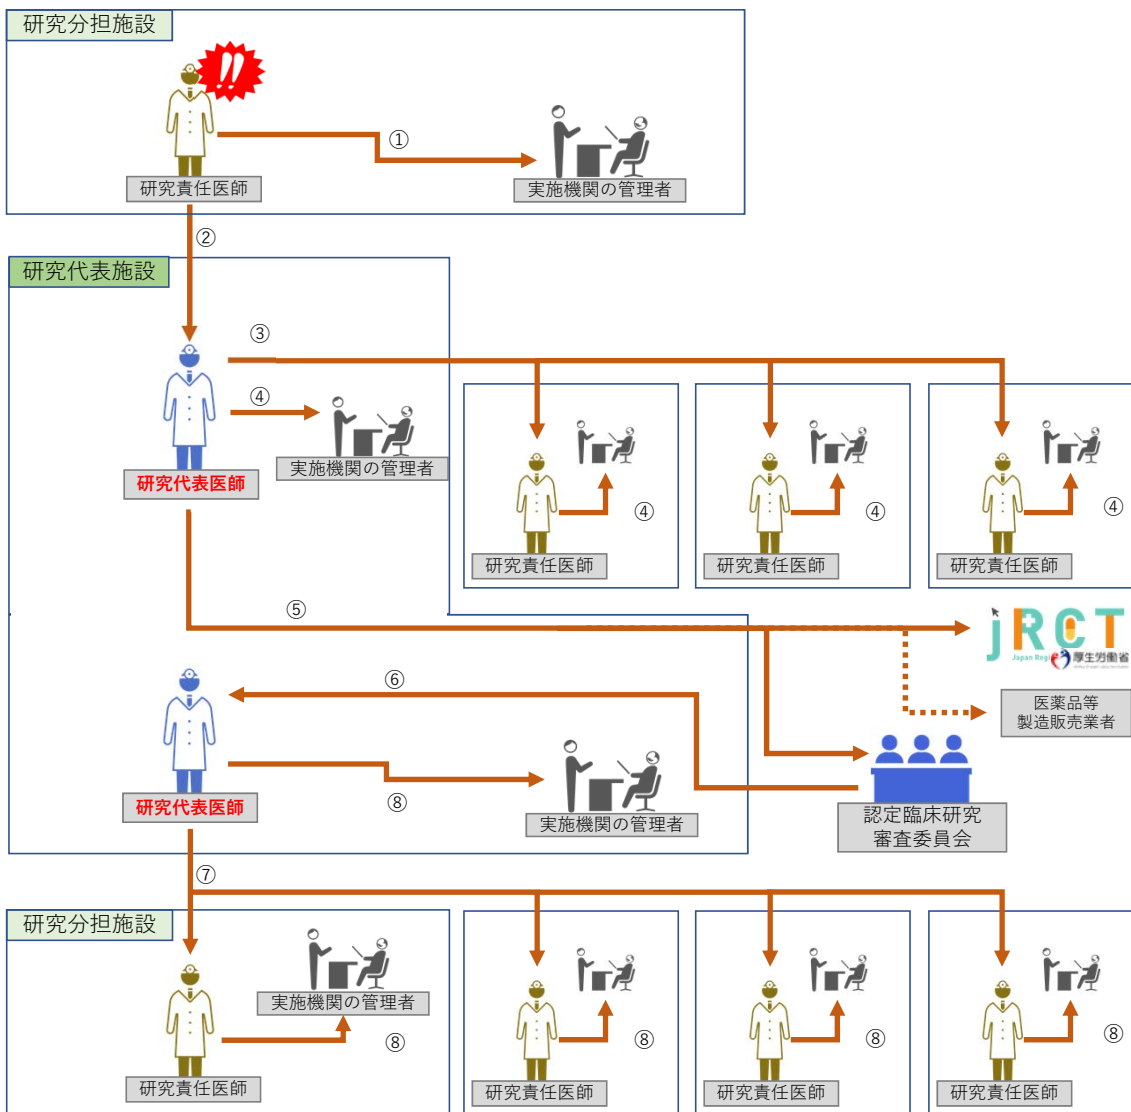 研究分担施設
!!
①
研究責任医師
実施機関の管理者
②
研究代表施設
③
④
実施機関の管理者
研究代表医師
④
④
④
研究責任医師
研究責任医師
研究責任医師
⑤
jRCT
Japan Regi
厚生労働省
⑥
医薬品等
製造販売業者
研究代表医師
⑧
実施機関の管理者
認定臨床研究
審査委員会
⑦
研究分担施設
実施機関の管理者
⑧
⑧
⑧
⑧
研究責任医師
研究責任医師
研究責任医師
研究責任医師